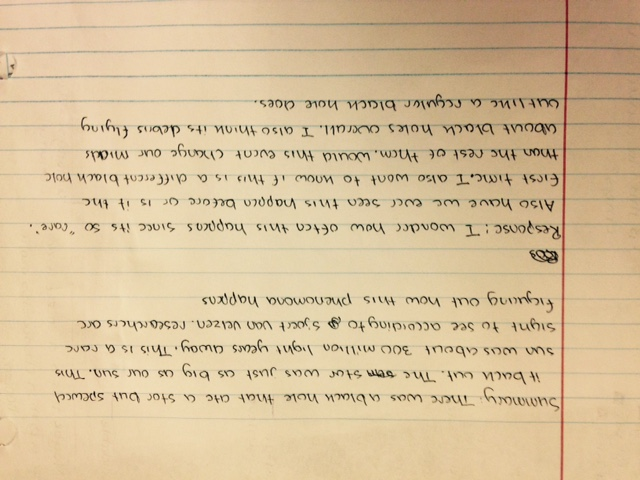 Summary: There was a black hole that ate a star but spewed
it back out. The star was just as big as our sun. This
sun was about 300 million light years away. This is a rare
sight to see according to Sjoert van velzen. researchers are
figuing out how this phenomona happens
Response: I wonder how often this happens since its so "rare".
Also have we ever seen this happen before or is it the
first time. I also want to know if this is a different black hole
than the rest of them. Would this event change our minds
about black holes overall. I also think its debris flying
out like a regular black hole does.